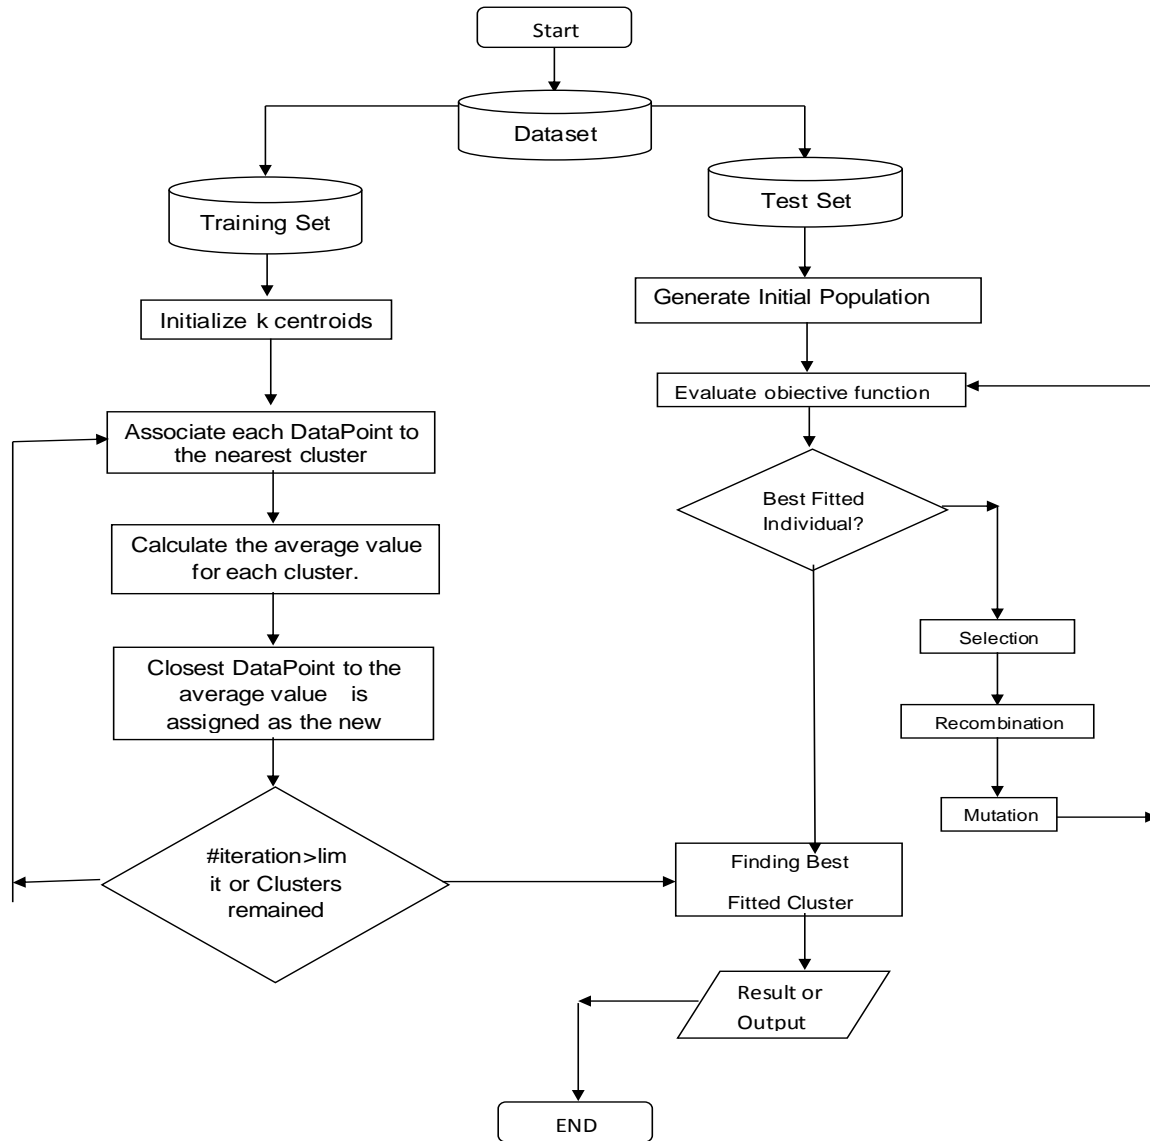 Start
Dataset
Training Set
Test Set
Initialize k centroids
Generate Initial Population
Associate each DataPoint to
the nearest cluster
Evaluate objective function
Calculate the average value
for each cluster.
Best Fitted
Individual?
Closest DataPoint to the
average value is
assigned as the new
Selection
Recombination
Mutation
#iteration>lim
it or Clusters
remained
Finding Best
Fitted Cluster
Result or
Output
END